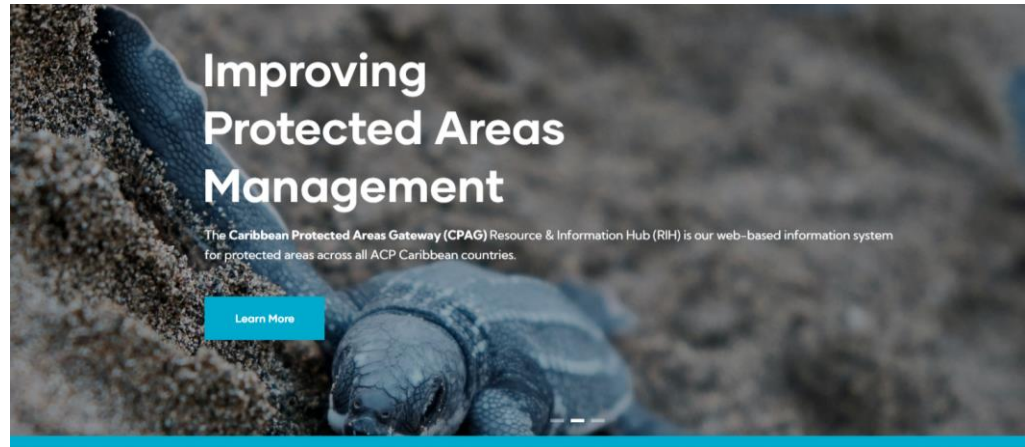 Improving
Protected Areas
Management
The Caribbean Protected Areas Gateway (CPAG) Resource & Information Hub (RIH) is our web-based information system
for protected areas across all ACP Caribbean countries.
Learn More